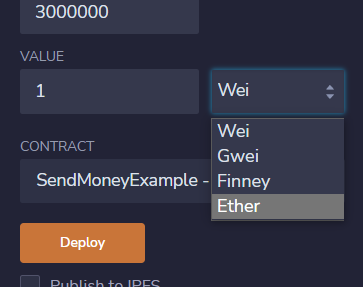 3000000
VALUE
1
Wei
Wei
Gwei
Finney
Ether
CONTRACT
SendMoneyExample -
Deploy
Publish to IPFS